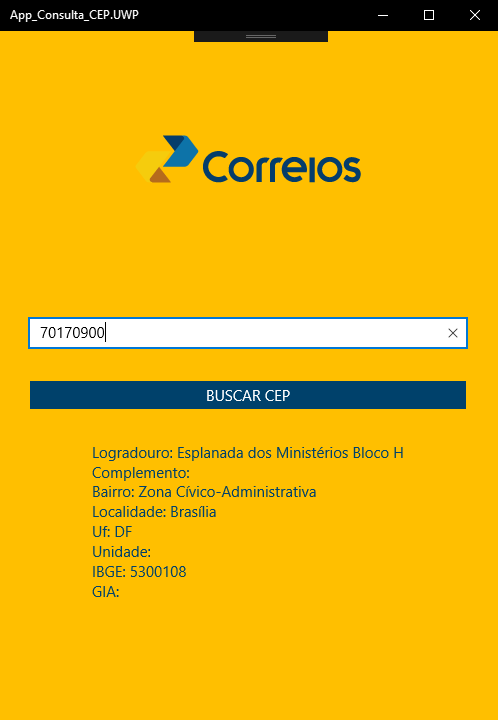 App_Consulta_CEP.UWP
Correios
70170900
BUSCAR CEP
Logradouro: Esplanada dos Ministérios Bloco H
Complemento:
Bairro: Zona Cívico-Administrativa
Localidade: Brasília
Uf: DF
Unidade:
IBGE: 5300108
GIA: